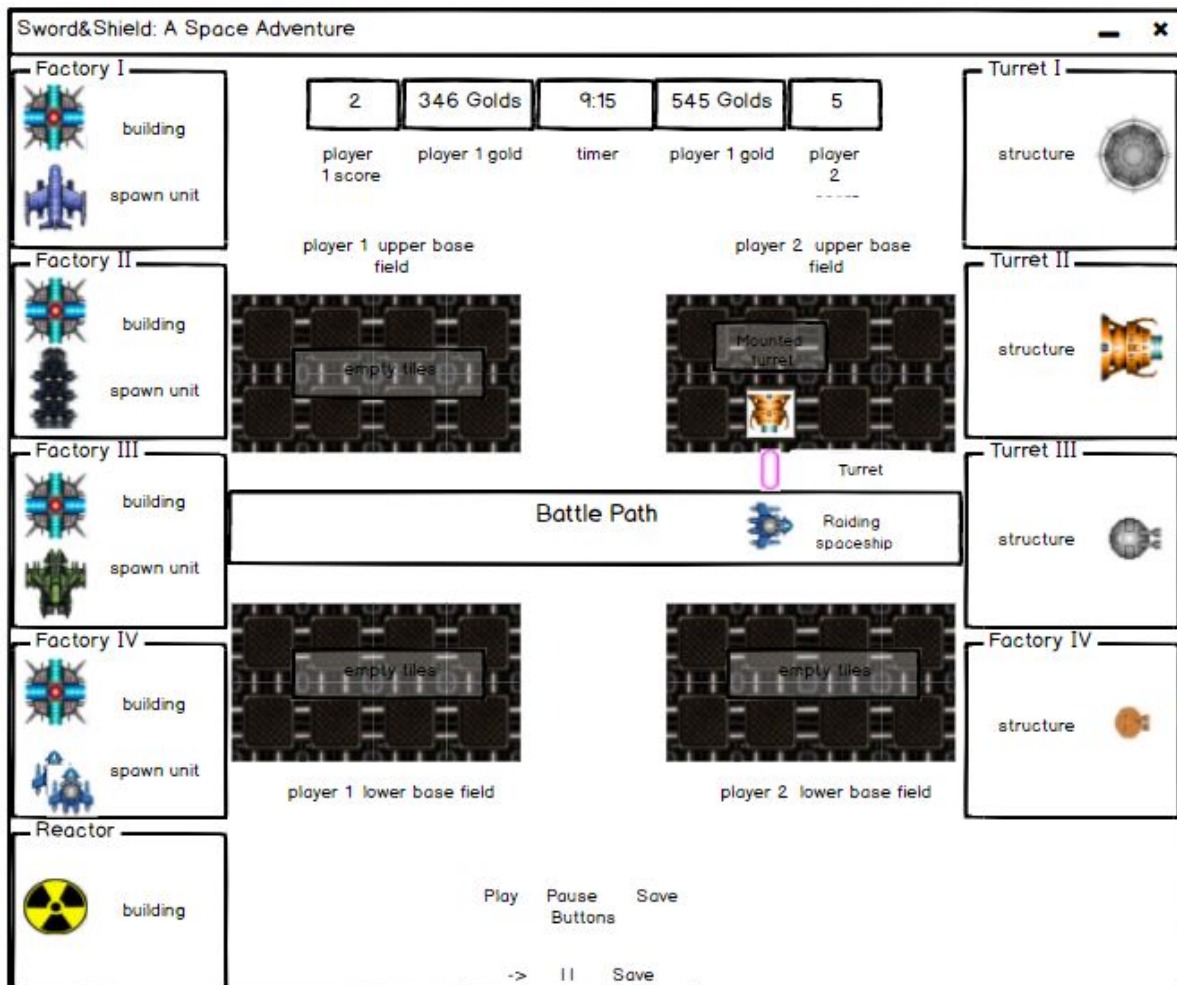 Sword&Shield: A Space Adventure
Factory I
building
spawn unit
Factory II
building
spawn unit
Factory III
building
spawn unit
Factory IV
building
spawn unit
Reactor
building
2
346 Golds
9:15
545 Golds
5
player
1 score
player 1 gold
timer
player 1 gold
player
2
player 1 upper base
field
player 2 upper base
field
empty tiles
Mounted
turret
Turret
Battle Path
Raiding
spaceship
empty tiles
empty tiles
player 1 lower base field
player 2 lower base field
Play Pause Save
Buttons
-> || Save
Turret I
structure
Turret II
structure
Turret III
structure
Factory IV
structure